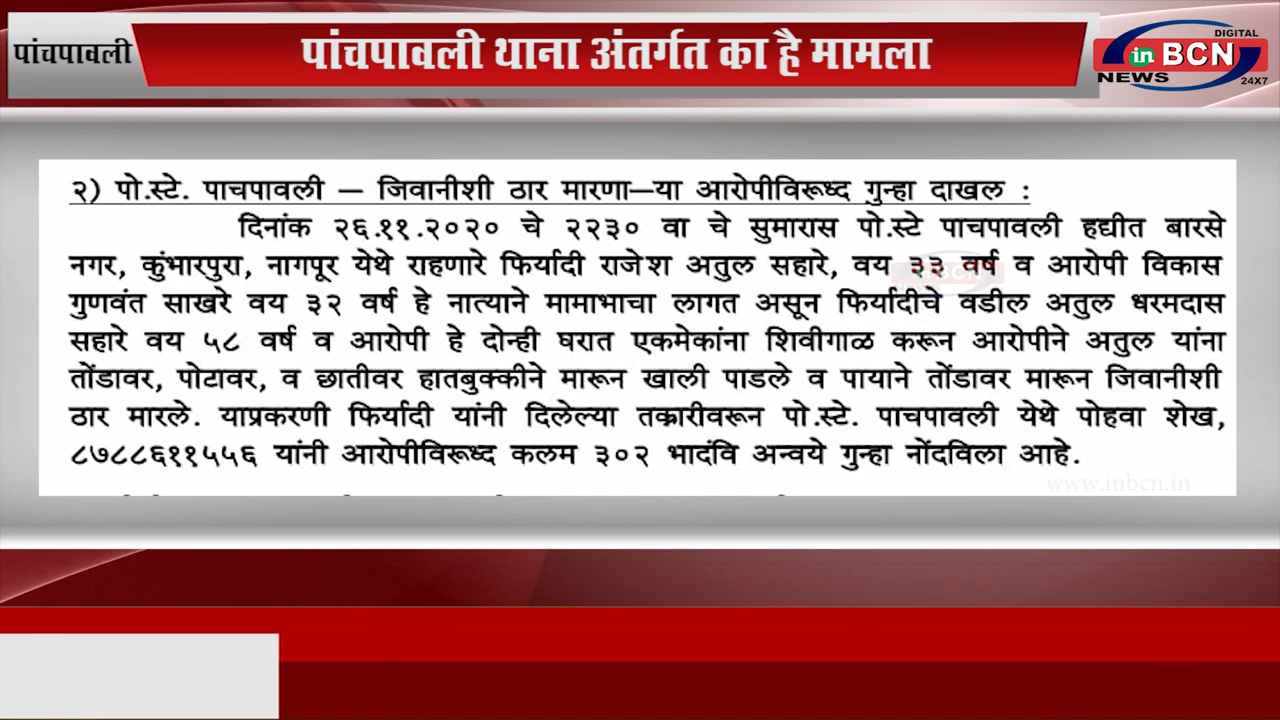 पांचपावली
पांचपावली थाना अंतर्गत का है मामला
DIGITAL
in BCN
NEWS
24X7
२) पो.स्टे. पाचपावली – जिवानीशी ठार मारणा–या आरोपीविरूध्द गुन्हा दाखल :
दिनांक २६.११.२०२० चे २२३० वा चे सुमारास पो.स्टे पाचपावली हद्यीत बारसे
नगर, कुंभारपुरा, नागपूर येथे राहणारे फिर्यादी राजेश अतुल सहारे, वय ३३ वर्ष व आरोपी विकास
गुणवंत साखरे वय ३२ वर्ष हे नात्याने मामाभाचा लागत असून फिर्यादीचे वडील अतुल धरमदास
सहारे वय ५८ वर्ष व आरोपी हे दोन्ही घरात एकमेकांना शिवीगाळ करून आरोपीने अतुल यांना
तोंडावर, पोटावर, व छातीवर हातबुक्कीने मारून खाली पाडले व पायाने तोंडावर मारून जिवानीशी
ठार मारले. याप्रकरणी फिर्यादी यांनी दिलेल्या तक्रारीवरून पो.स्टे. पाचपावली येथे पोहवा शेख,
८७८८६११५५६ यांनी आरोपीविरूध्द कलम ३०२ भादंवि अन्वये गुन्हा नोंदविला आहे.
www.inbcn.in